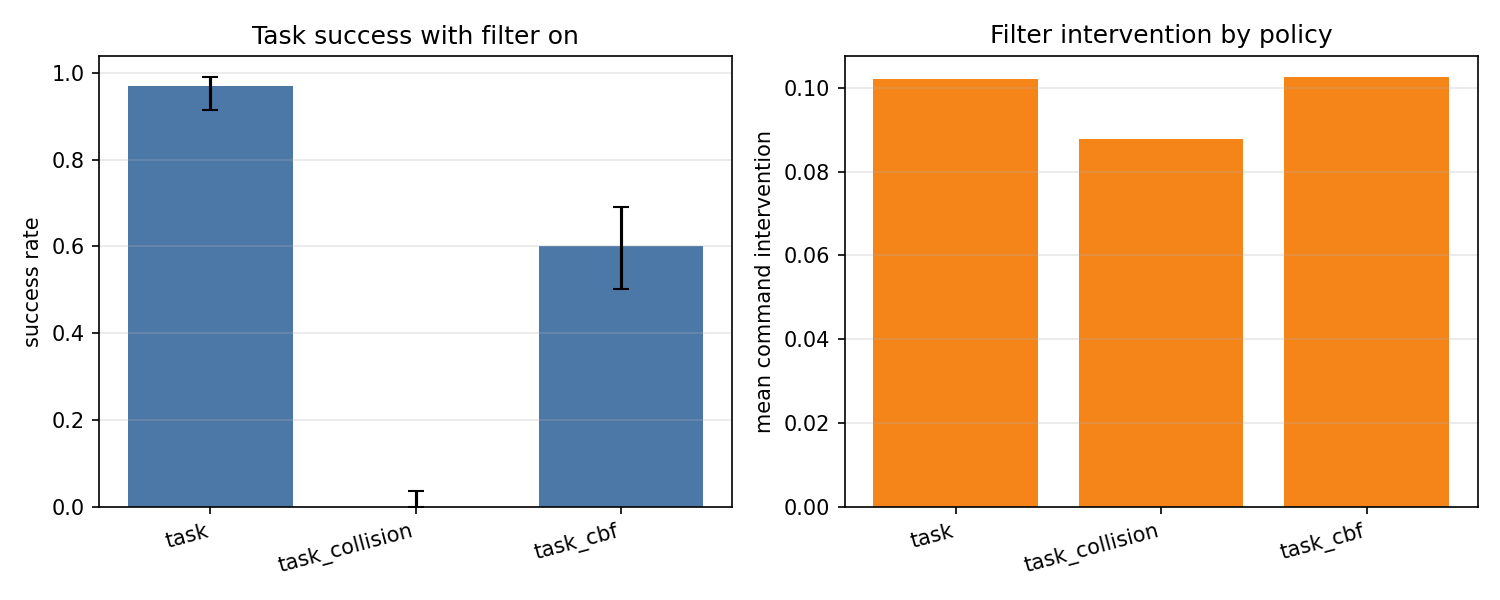 Task success with filter on
success rate
1.0
0.8
0.6
0.4
0.2
0.0
task
task_collision
task_cbf
Filter intervention by policy
mean command intervention
0.10
0.08
0.06
0.04
0.02
0.00
task
task_collision
task_cbf